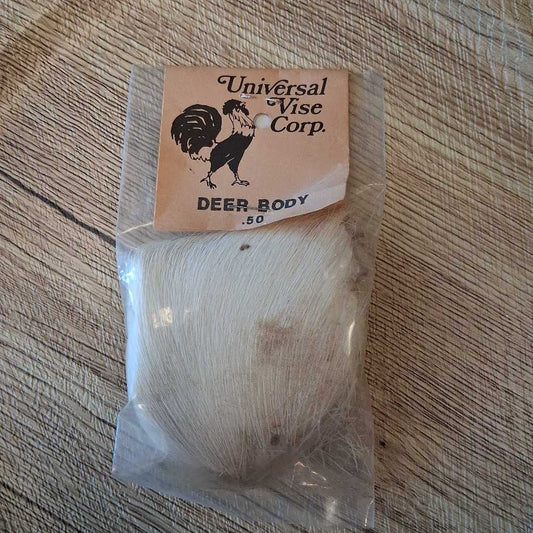 Universal
Vise
Corp.
DEER BODY
.50